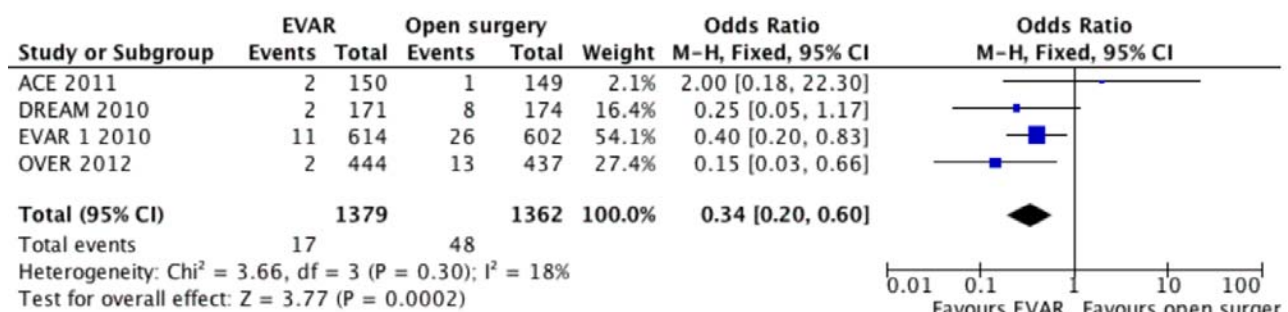 EVAR Open surgery Odds Ratio Odds Ratio
Study or Subgroup Events Total Events Total Weight M-H, Fixed, 95% CI M-H, Fixed, 95% CI
ACE 2011 2 150 1 149 2.1% 2.00 [0.18, 22.30]
DREAM 2010 2 171 8 174 16.4% 0.25 [0.05, 1.17]
EVAR 1 2010 11 614 26 602 54.1% 0.40 [0.20, 0.83]
OVER 2012 2 444 13 437 27.4% 0.15 [0.03, 0.66]
Total (95% CI) 1379 1362 100.0% 0.34 [0.20, 0.60]
Total events 17 48
Heterogeneity: Chi² = 3.66, df = 3 (P = 0.30); I² = 18%
Test for overall effect: Z = 3.77 (P = 0.0002)
0.01 0.1 1 10 100
Favours EVAR Favours open surger